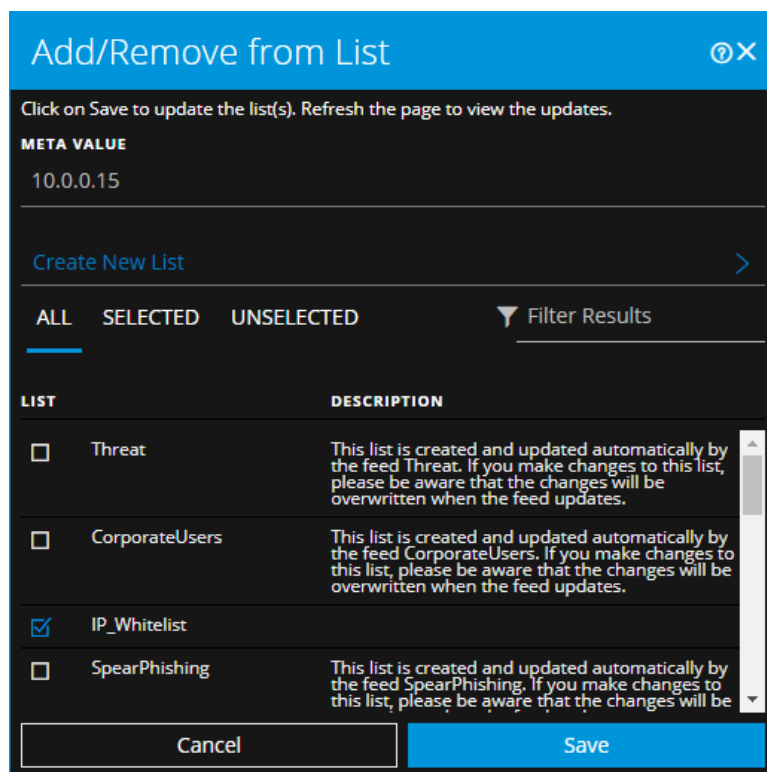 Add/Remove from List
Click on Save to update the list(s). Refresh the page to view the updates.
META VALUE
10.0.0.15
Create New List
ALL SELECTED UNSELECTED Filter Results
LIST DESCRIPTION
Threat This list is created and updated automatically by
the feed Threat. If you make changes to this list,
please be aware that the changes will be
overwritten when the feed updates.
CorporateUsers This list is created and updated automatically by
the feed CorporateUsers. If you make changes to
this list, please be aware that the changes will be
overwritten when the feed updates.
IP_Whitelist
SpearPhishing This list is created and updated automatically by
the feed SpearPhishing. If you make changes to
this list, please be aware that the changes will be
Cancel Save